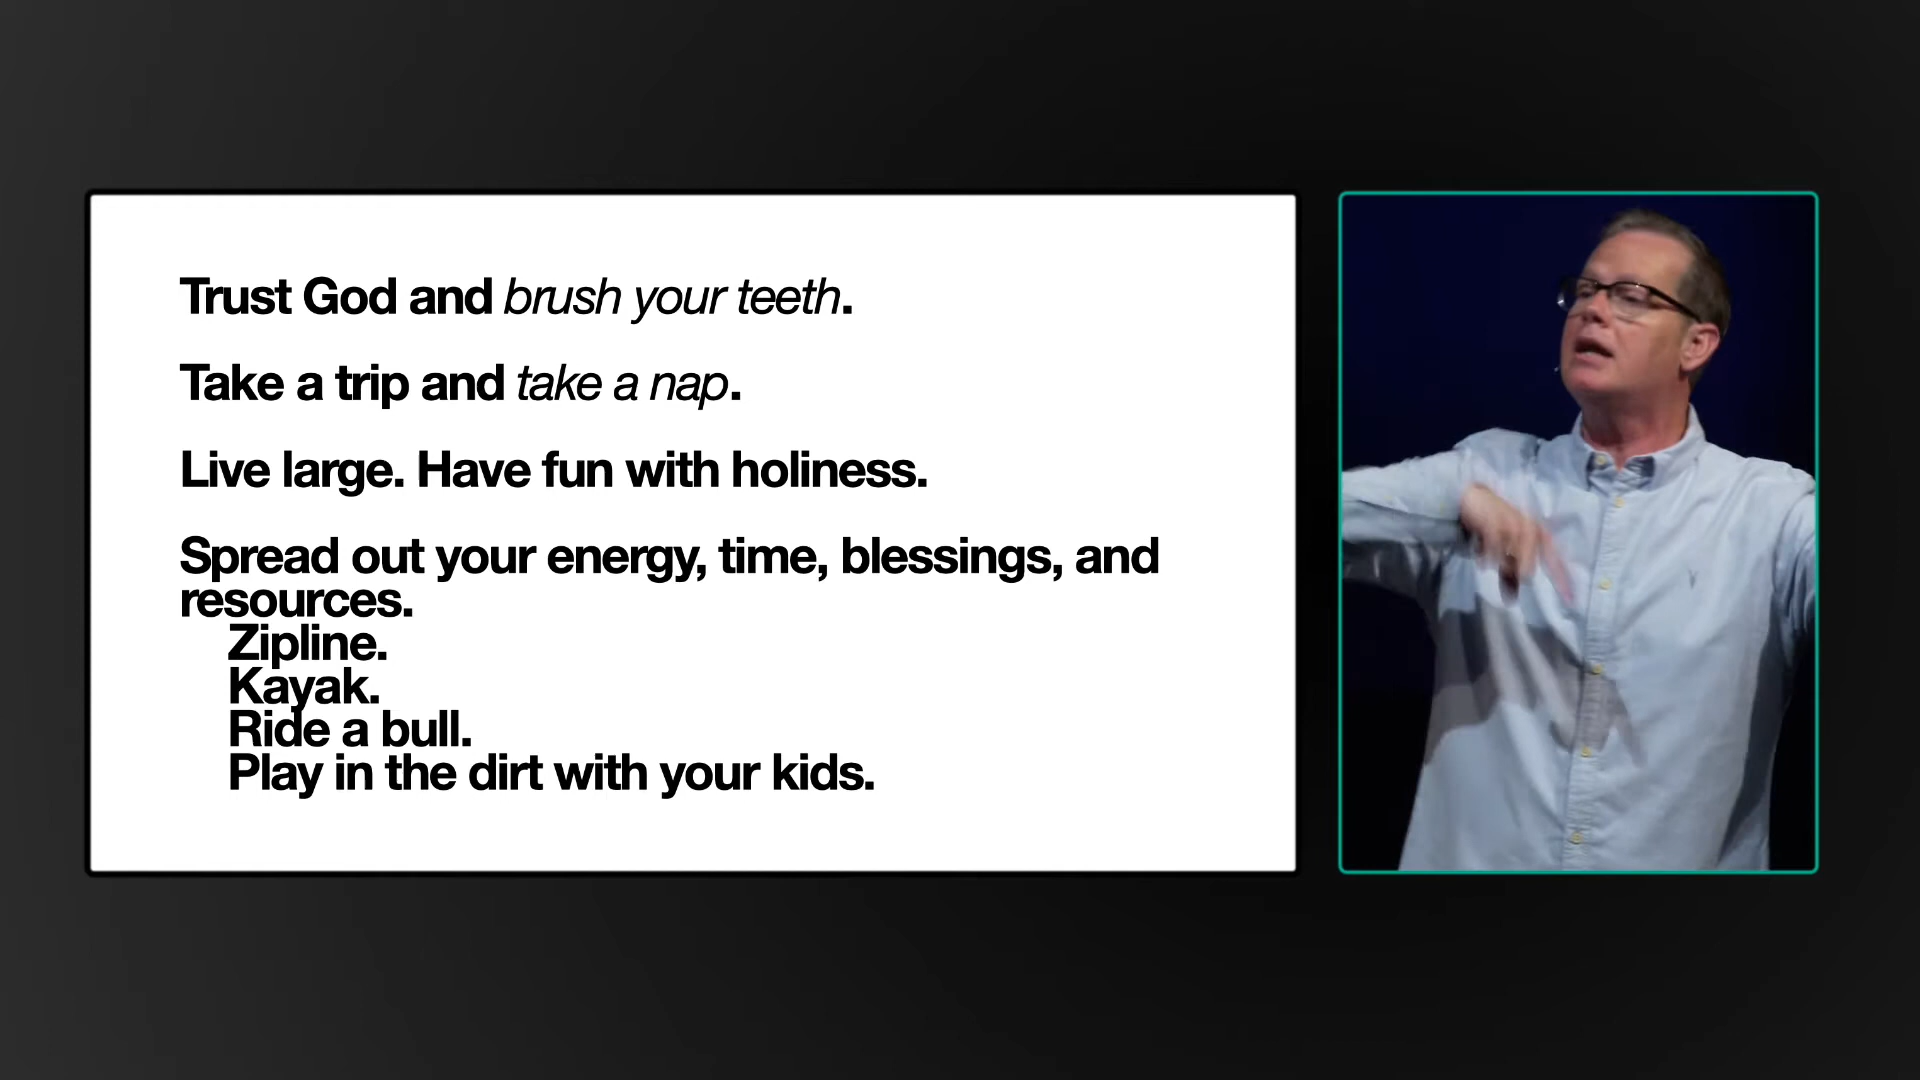 Trust God and brush your teeth.
Take a trip and take a nap.
Live large. Have fun with holiness.
Spread out your energy, time, blessings, and
resources.
Zipline.
Kayak.
Ride a bull.
Play in the dirt with your kids.